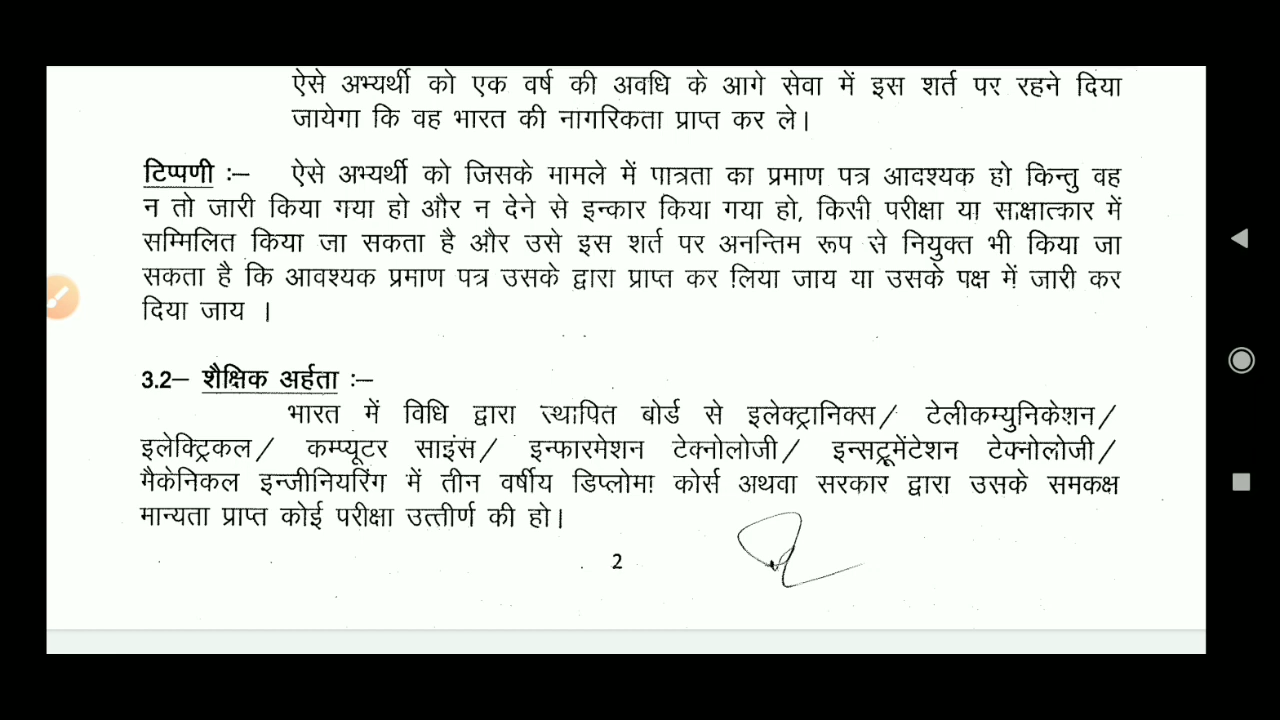 ऐसे अभ्यर्थी को एक वर्ष की अवधि के आगे सेवा में इस शर्त पर रहने दिया
जायेगा कि वह भारत की नागरिकता प्राप्त कर ले।
टिप्पणी :– ऐसे अभ्यर्थी को जिसके मामले में पात्रता का प्रमाण पत्र आवश्यक हो किन्तु वह
न तो जारी किया गया हो और न देने से इन्कार किया गया हो, किसी परीक्षा या साक्षात्कार में
सम्मिलित किया जा सकता है और उसे इस शर्त पर अनन्तिम रूप से नियुक्त भी किया जा
सकता है कि आवश्यक प्रमाण पत्र उसके द्वारा प्राप्त कर लिया जाय या उसके पक्ष में जारी कर
दिया जाय ।
3.2– शैक्षिक अर्हता :–
भारत में विधि द्वारा स्थापित बोर्ड से इलेक्ट्रानिक्स/ टेलीकम्युनिकेशन/
इलेक्ट्रिकल/ कम्प्यूटर साइंस/ इन्फारमेशन टेक्नोलोजी/ इन्सट्रूमेंटेशन टेक्नोलोजी/
मैकेनिकल इन्जीनियरिंग में तीन वर्षीय डिप्लोमा कोर्स अथवा सरकार द्वारा उसके समकक्ष
मान्यता प्राप्त कोई परीक्षा उत्तीर्ण की हो।
2